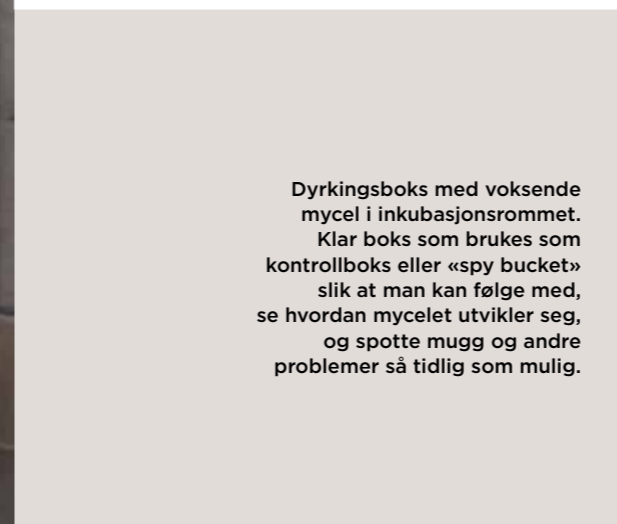 Dyrkingsboks med voksende
mycel i inkubasjonsrommet.
Klar boks som brukes som
kontrollboks eller «spy bucket»
slik at man kan følge med,
se hvordan mycelet utvikler seg,
og spotte mugg og andre
problemer så tidlig som mulig.